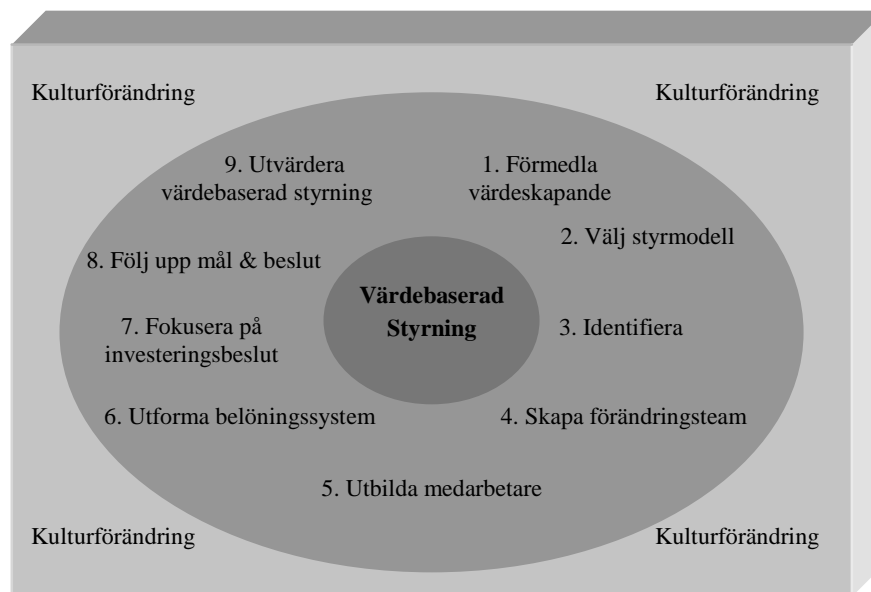 Kulturförändring
Kulturförändring
9. Utvärdera
värdebaserad styrning
1. Förmedla
värdeskapande
2. Välj styrmodell
8. Följ upp mål & beslut
Värdebaserad
Styrning
7. Fokusera på
investeringsbeslut
3. Identifiera
6. Utforma belöningssystem
4. Skapa förändringsteam
5. Utbilda medarbetare
Kulturförändring
Kulturförändring